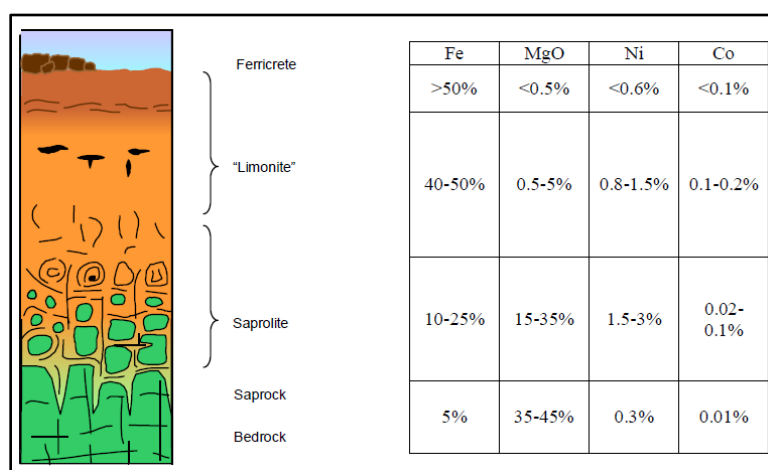 Ferricrete
"Limonite"
Saprolite
Saprock
Bedrock
Fe MgO Ni Co
>50% <0.5% <0.6% <0.1%
40-50% 0.5-5% 0.8-1.5% 0.1-0.2%
10-25% 15-35% 1.5-3% 0.02-
0.1%
5% 35-45% 0.3% 0.01%